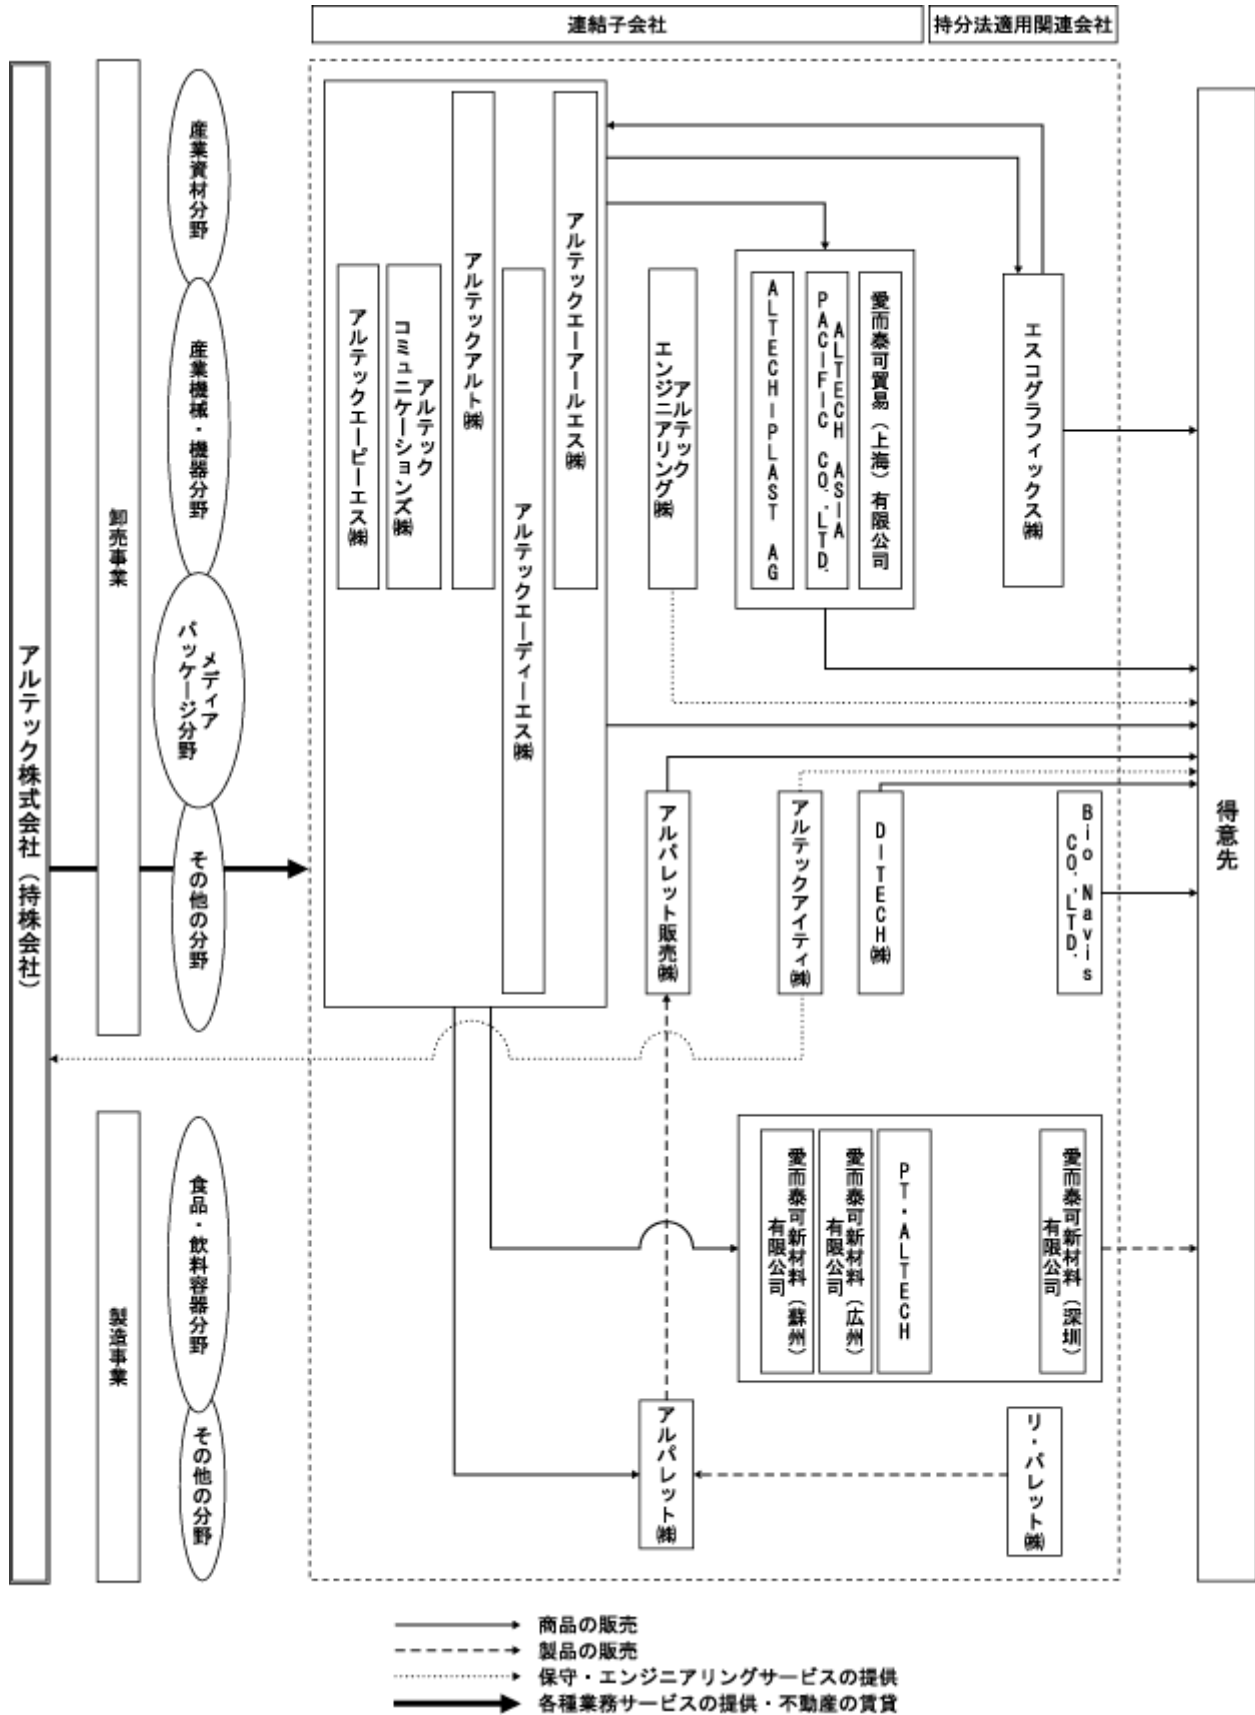 連結子会社
持分法適用関連会社
アルテック株式会社（持株会社）
卸売事業
産業資材分野
産業機械・機器分野
メディア
パッケージ分野
その他の分野
アルテックエーピーエス㈱
アルテック
コミュニケーションズ㈱
アルテックアルト㈱
アルテックエーディーエス㈱
アルテックエーアールエス㈱
アルテック
エンジニアリング㈱
ALTECHIPLAST AG
ALTECH ASIA
PACIFIC CO.,LTD.
愛而泰可貿易（上海）有限公司
エスコグラフィックス㈱
アルパレット販売㈱
アルテックアイティ㈱
DITECH㈱
Bio Navis
CO.,LTD.
得意先
製造事業
食品・飲料容器分野
その他の分野
愛而泰可新材料（蘇州）
有限公司
愛而泰可新材料（広州）
有限公司
PT・ALTECH
愛而泰可新材料（深圳）
有限公司
アルパレット㈱
リ・パレット㈱
商品の販売
製品の販売
保守・エンジニアリングサービスの提供
各種業務サービスの提供・不動産の賃貸